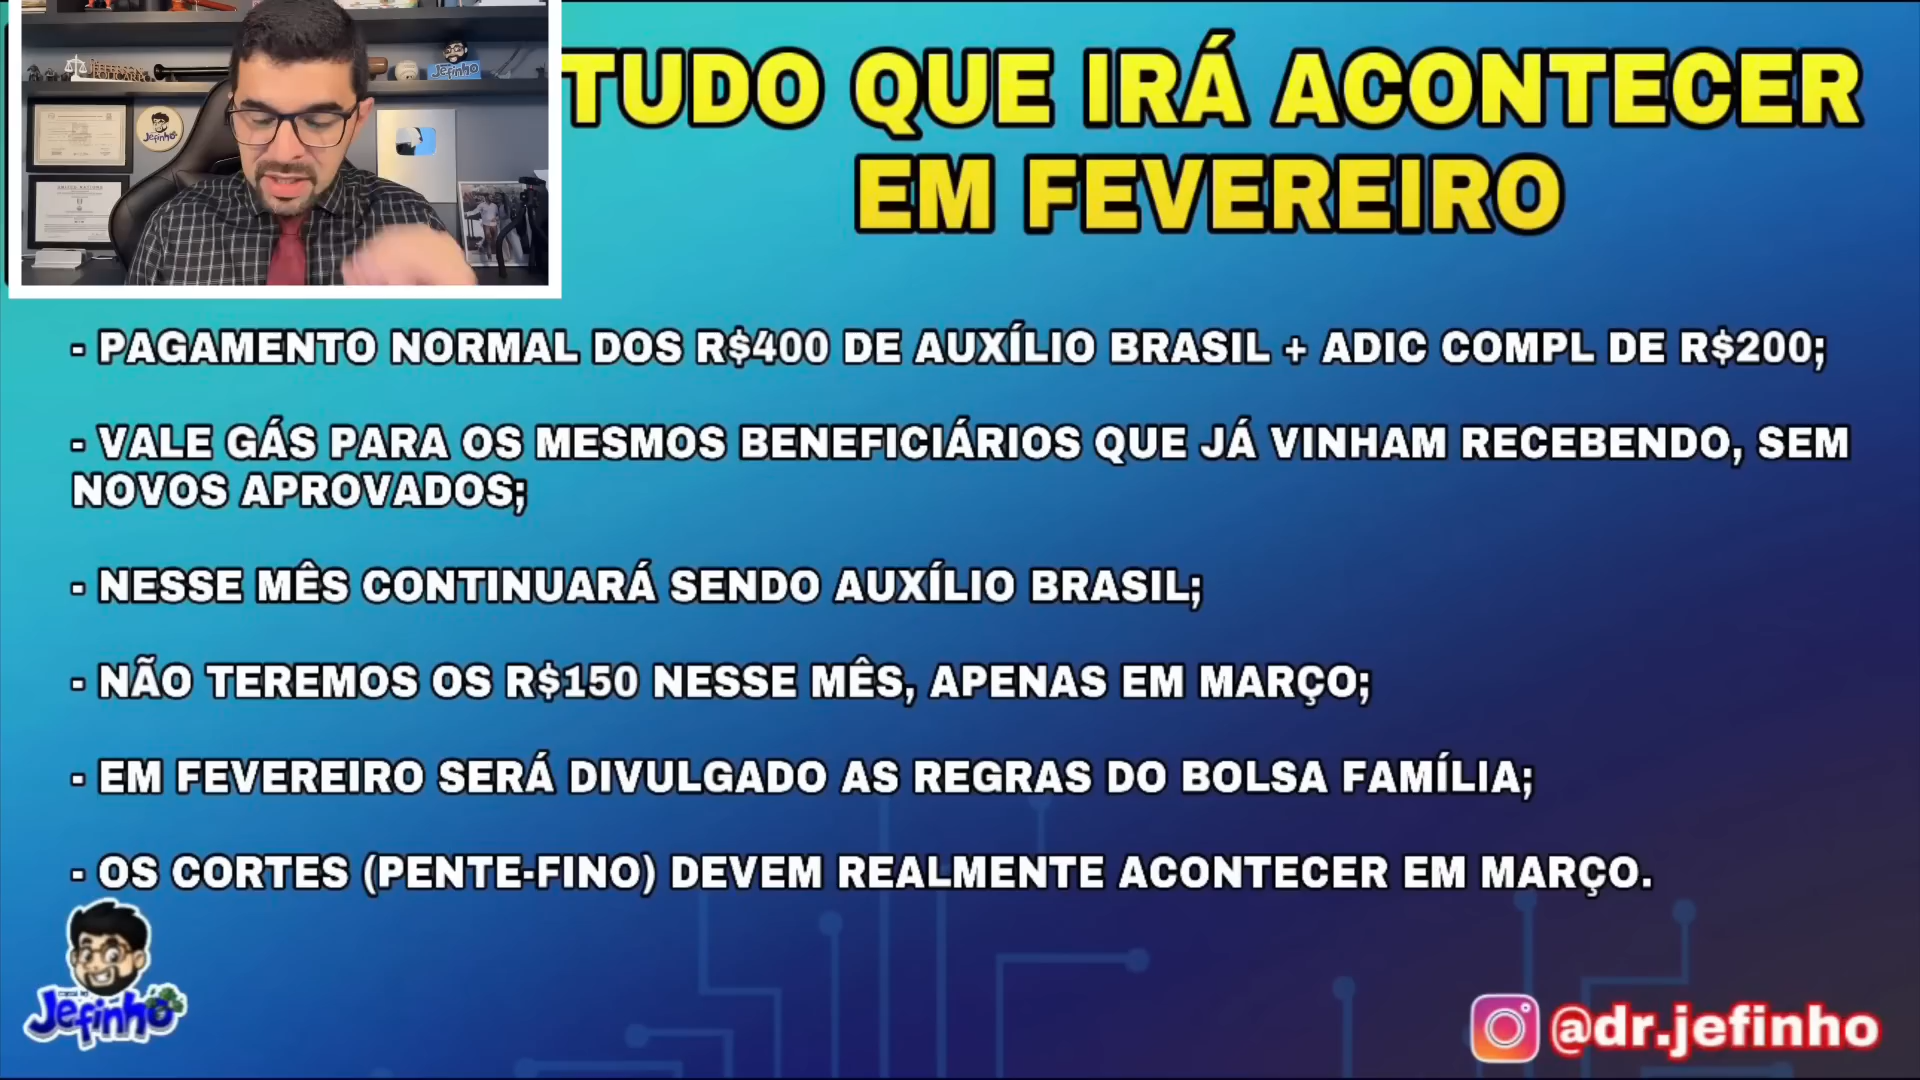 TUDO QUE IRÁ ACONTECER
EM FEVEREIRO
Jefinho
Jefinho
- PAGAMENTO NORMAL DOS R$400 DE AUXÍLIO BRASIL + ADIC COMPL DE R$200;
- VALE GÁS PARA OS MESMOS BENEFICIÁRIOS QUE JÁ VINHAM RECEBENDO, SEM
NOVOS APROVADOS;
- NESSE MÊS CONTINUARÁ SENDO AUXÍLIO BRASIL;
- NÃO TEREMOS OS R$150 NESSE MÊS, APENAS EM MARÇO;
- EM FEVEREIRO SERÁ DIVULGADO AS REGRAS DO BOLSA FAMÍLIA;
- OS CORTES (PENTE-FINO) DEVEM REALMENTE ACONTECER EM MARÇO.
Jefinho
@dr.jefinho